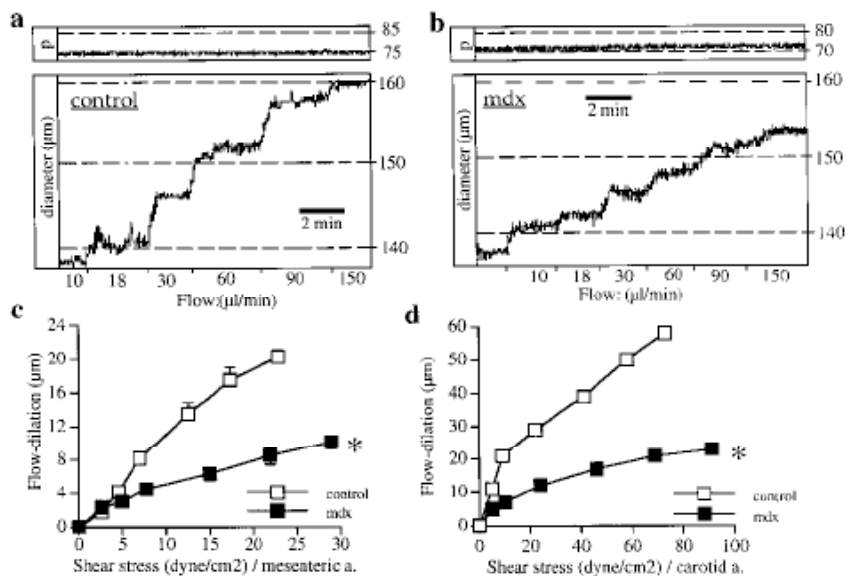 a
p
85
75
control
2 min
diameter (µm)
160
150
140
10 18 30 60 90 150
Flow:(µl/min)
b
p
80
70
mdx
2 min
diameter (µm)
160
150
140
10 18 30 60 90 150
Flow: (µl/min)
c
Flow-dilation (µm)
24
20
16
12
8
4
0
*
control
mdx
0 5 10 15 20 25 30
Shear stress (dyne/cm2) / mesenteric a.
d
Flow-dilation (µm)
60
50
40
30
20
10
0
*
control
mdx
0 20 40 60 80 100
Shear stress (dyne/cm2) / carotid a.